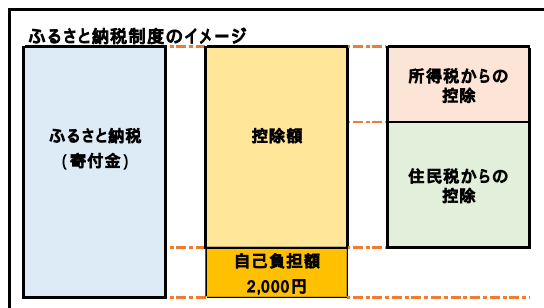 ふるさと納税制度のイメージ
ふるさと納税
(寄付金)
控除額
自己負担額
2,000円
所得税からの
控除
住民税からの
控除